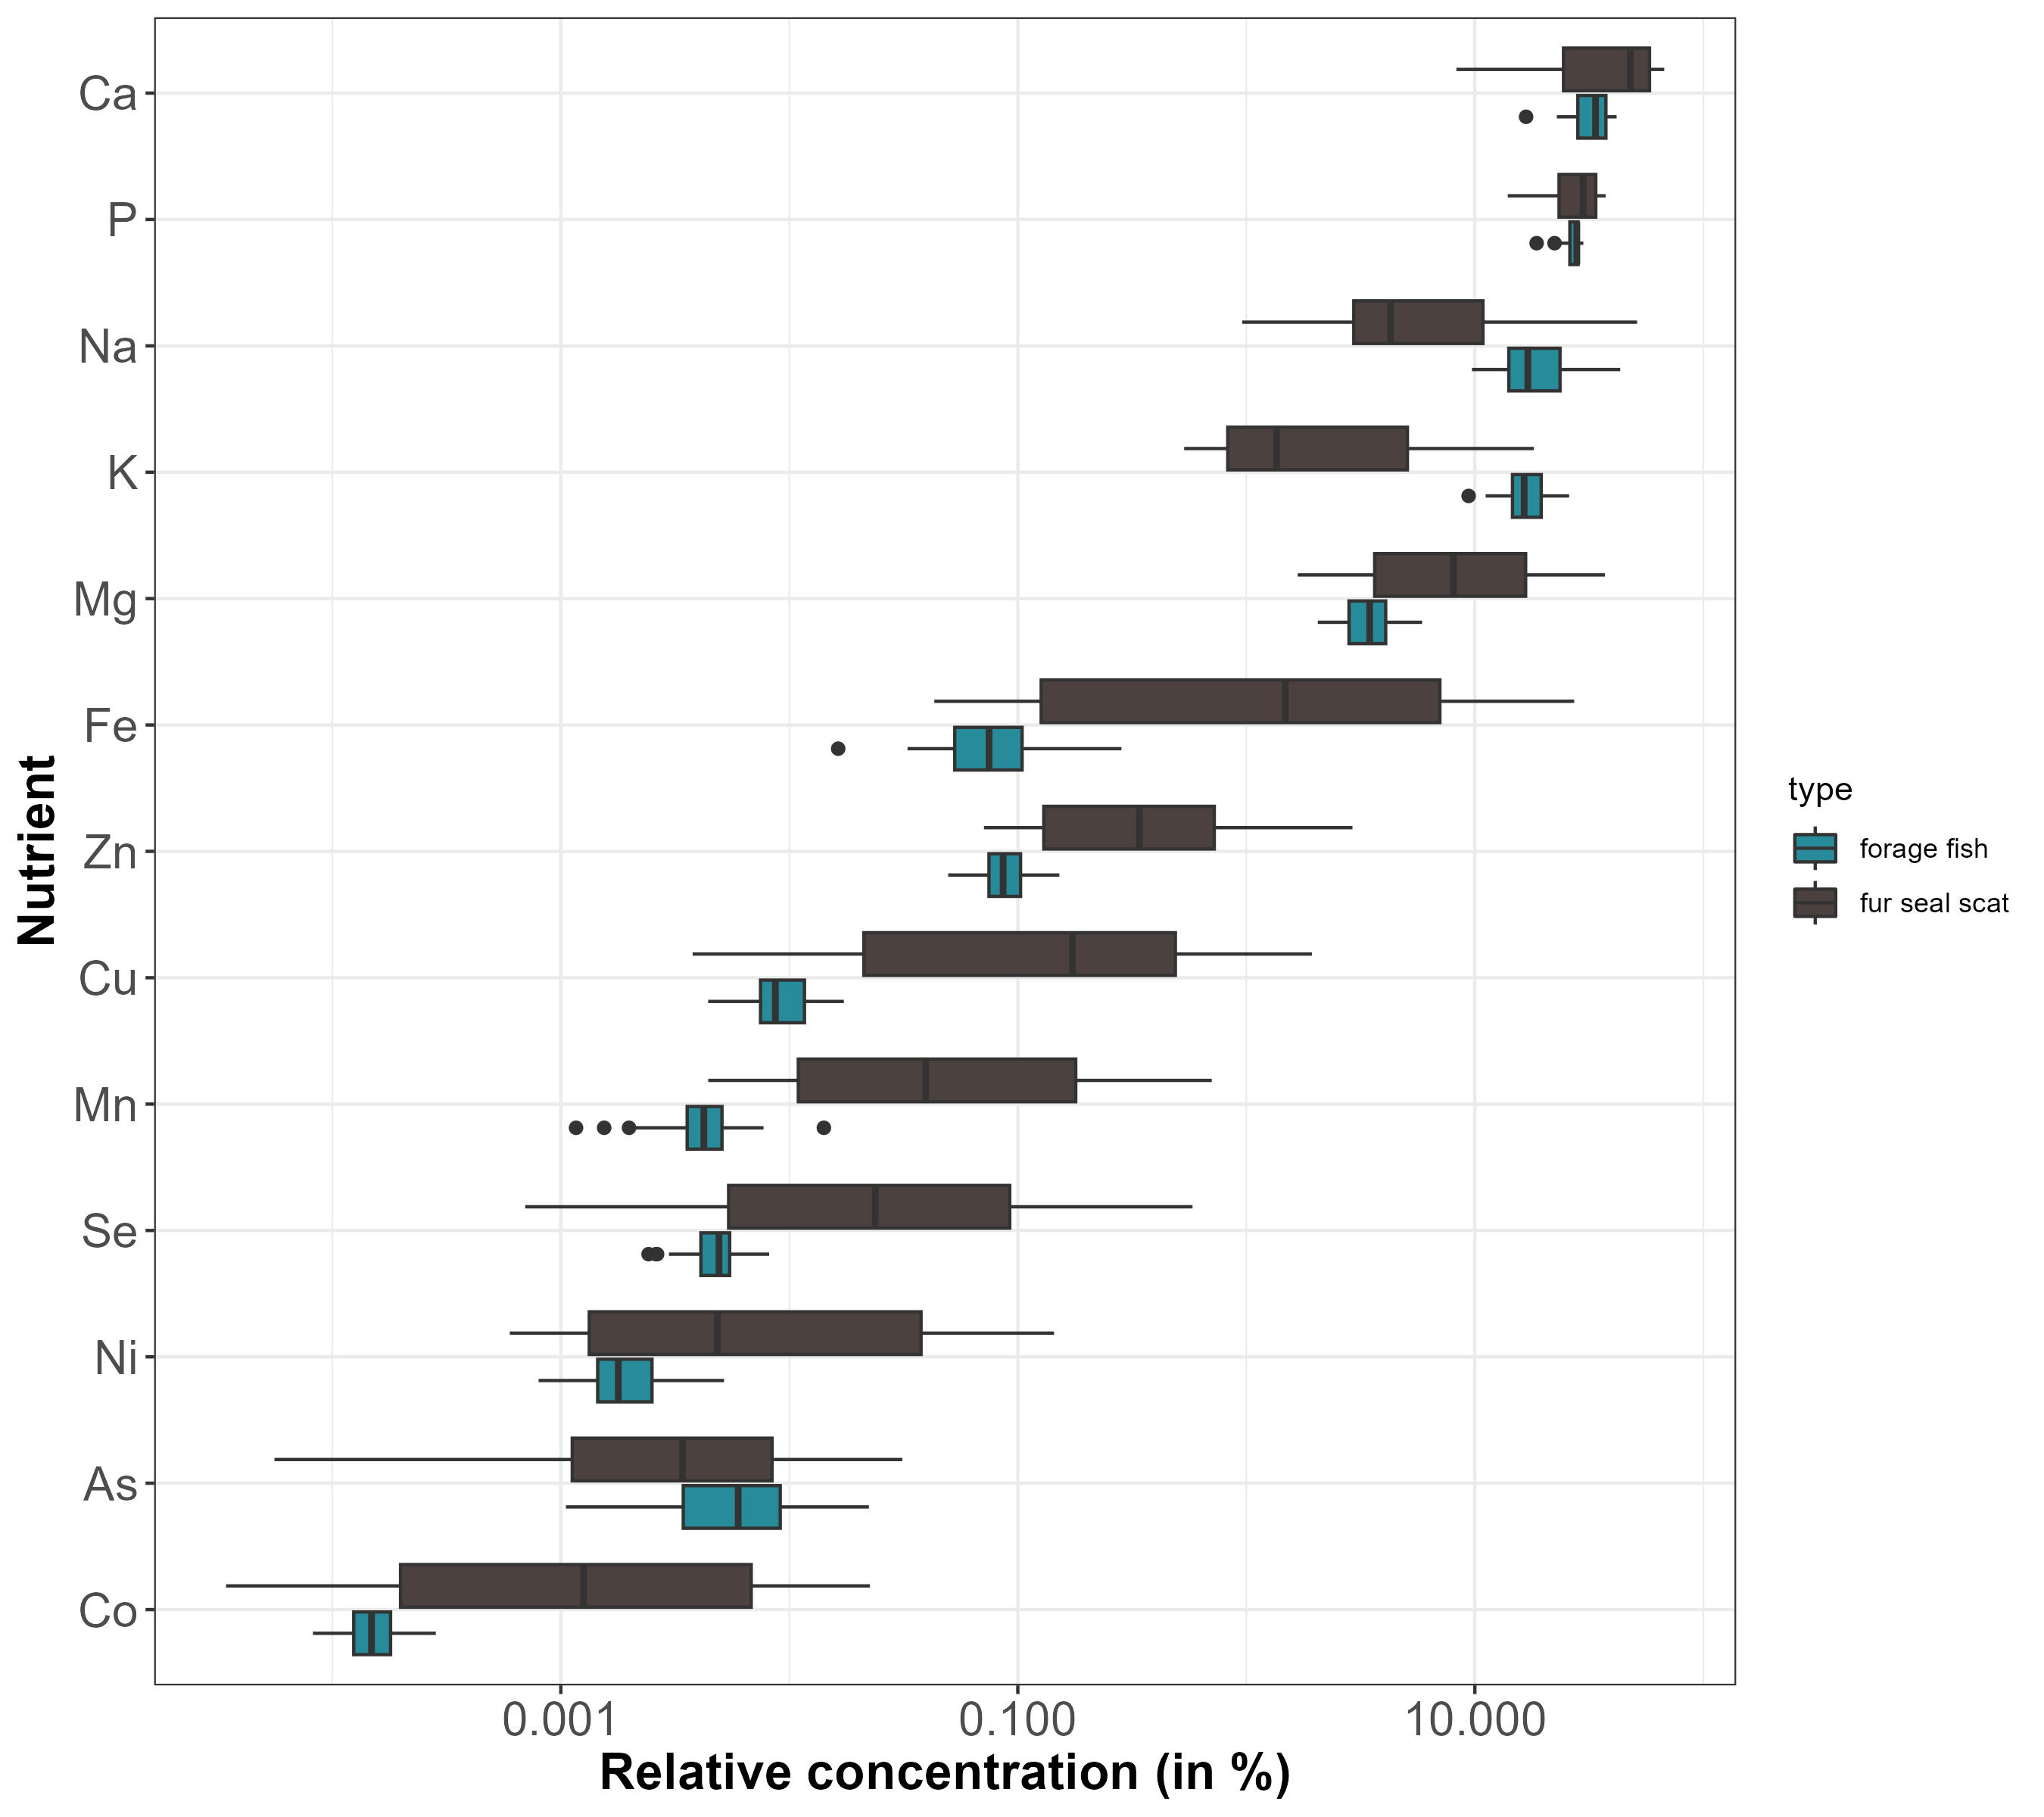 Ca
P
Na
K
Mg
Fe
Zn
Cu
Mn
Se
Ni
As
Co
Nutrient
0.001 0.100 10.000
Relative concentration (in %)
type
forage fish
fur seal scat